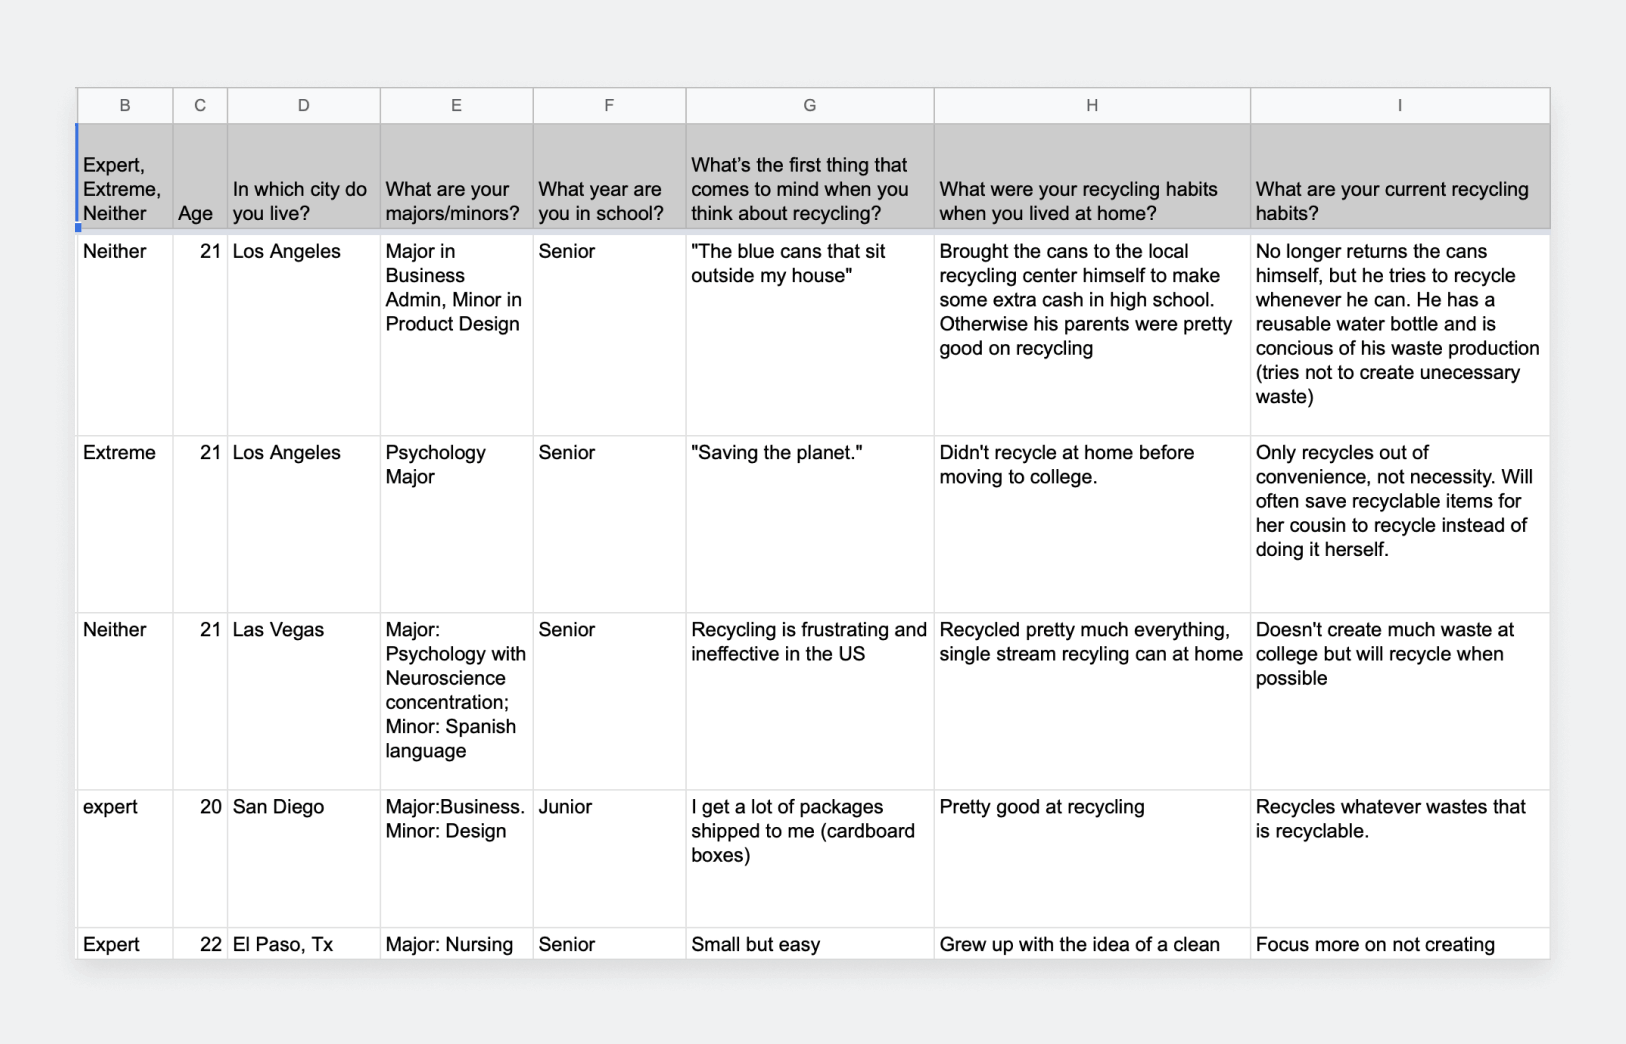 B
C
D
E
F
G
H
I
Expert,
Extreme,
Neither
Age
In which city do
you live?
What are your
majors/minors?
What year are
you in school?
What’s the first thing that
comes to mind when you
think about recycling?
What were your recycling habits
when you lived at home?
What are your current recycling
habits?
Neither
21
Los Angeles
Major in
Business
Admin, Minor in
Product Design
Senior
"The blue cans that sit
outside my house"
Brought the cans to the local
recycling center himself to make
some extra cash in high school.
Otherwise his parents were pretty
good on recycling
No longer returns the cans
himself, but he tries to recycle
whenever he can. He has a
reusable water bottle and is
concious of his waste production
(tries not to create unecessary
waste)
Extreme
21
Los Angeles
Psychology
Major
Senior
"Saving the planet."
Didn't recycle at home before
moving to college.
Only recycles out of
convenience, not necessity. Will
often save recyclable items for
her cousin to recycle instead of
doing it herself.
Neither
21
Las Vegas
Major:
Psychology with
Neuroscience
concentration;
Minor: Spanish
language
Senior
Recycling is frustrating and
ineffective in the US
Recycled pretty much everything,
single stream recyling can at home
Doesn't create much waste at
college but will recycle when
possible
expert
20
San Diego
Major:Business.
Minor: Design
Junior
I get a lot of packages
shipped to me (cardboard
boxes)
Pretty good at recycling
Recycles whatever wastes that
is recyclable.
Expert
22
El Paso, Tx
Major: Nursing
Senior
Small but easy
Grew up with the idea of a clean
Focus more on not creating